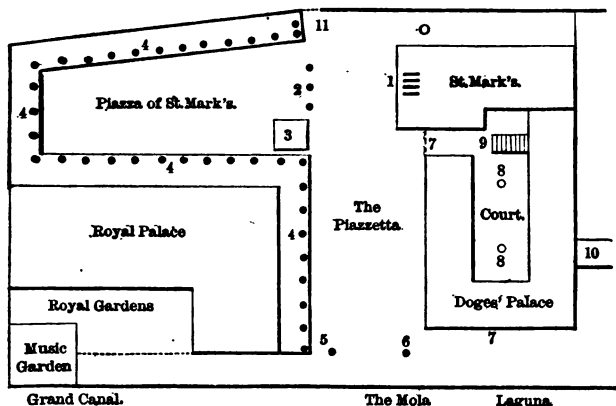 11
4
1
St. Mark's.
2
Piazza of St. Mark's.
4
3
7
9
4
8
The
Piazzetta.
Court.
4
Royal Palace
8
10
Royal Gardens
Doges' Palace
7
Music
Garden
5
6
Grand Canal.
The Mola
Laguna.